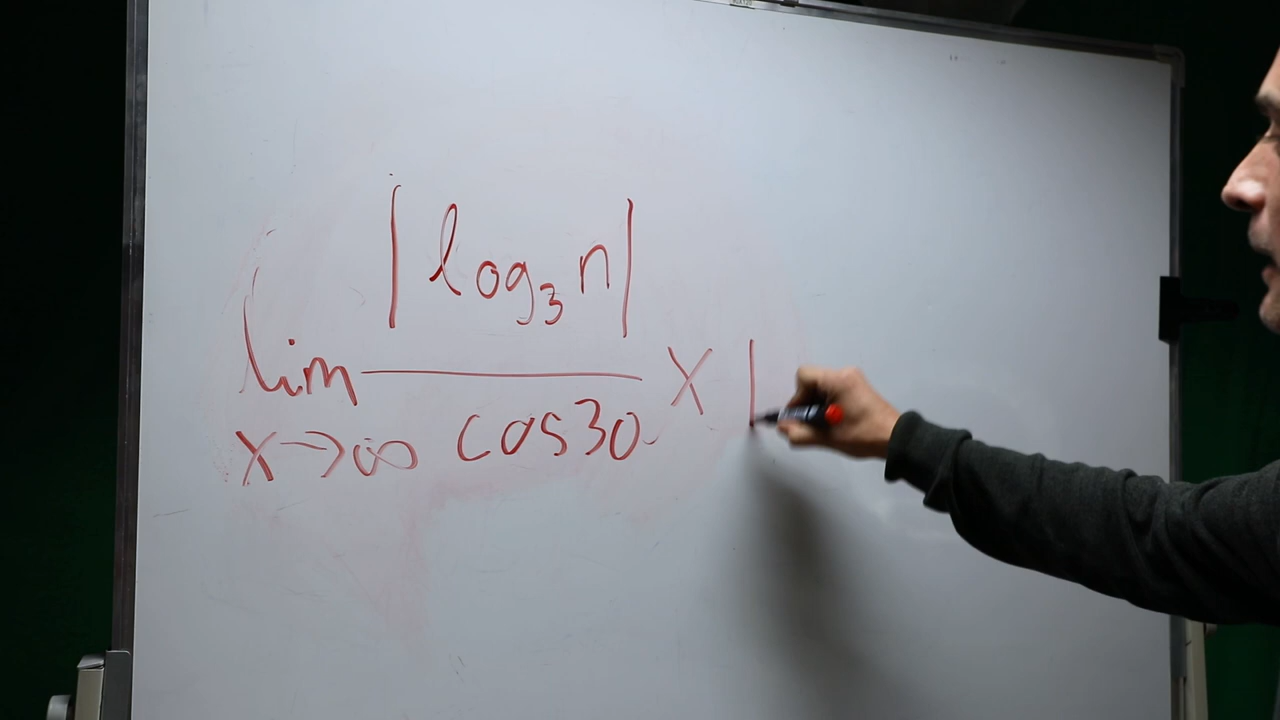 |log₃n|
lim ───── x |
x→∞ cos30